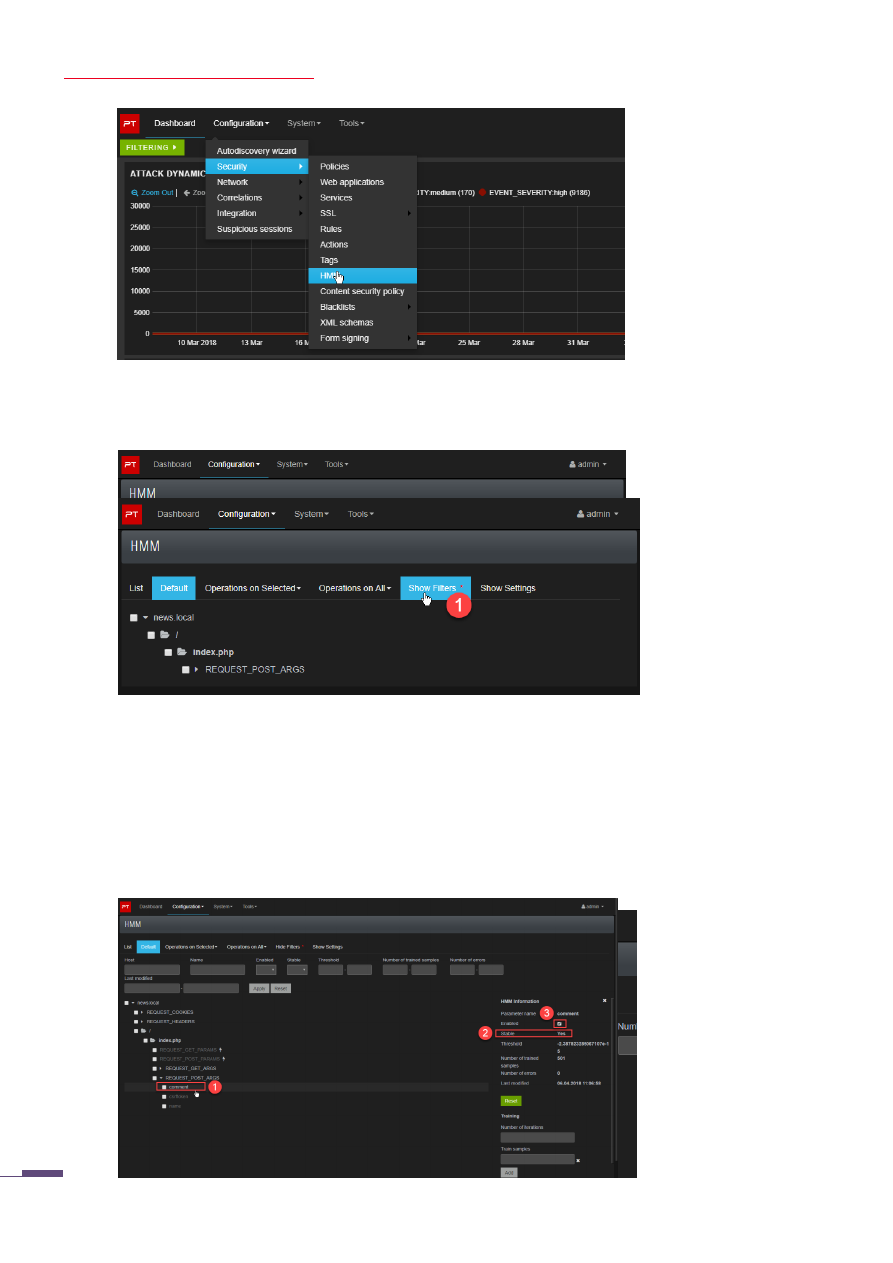 PT Dashboard Configuration System Tools
FILTERING
Autodiscovery wizard
ATTACK DYNAMIC
Security
Policies
Zoom Out | Zoo
Network
Web applications
ITY:medium (170) EVENT_SEVERITY:high (9186)
Correlations
Services
Integration
SSL
Suspicious sessions
Rules
Actions
Tags
HMM
Content security policy
Blacklists
XML schemas
Form signing
30000
25000
20000
15000
10000
5000
0
10 Mar 2018 13 Mar 16 M Mar 25 Mar 28 Mar 31 Mar
PT Dashboard Configuration System Tools admin
HMM
PT Dashboard Configuration System Tools admin
HMM
List Default Operations on Selected Operations on All Show Filters Show Settings
1
news.local
/
index.php
REQUEST_POST_ARGS
PT Dashboard Configuration System Tools admin
HMM
List Default Operations on Selected Operations on All Hide Filters Show Settings
Host Name Enabled Stable Threshold Number of trained samples Number of errors
Last modified
- Apply Reset
news.local
REQUEST_COOKIES
REQUEST_HEADERS
/
index.php
REQUEST_GET_PARAMS
REQUEST_POST_PARAMS
REQUEST_GET_ARGS
REQUEST_POST_ARGS
comment 1
HMM information
Parameter name 3 comment
Enabled
2 Stable Yes
Threshold
Number of trained samples 501
Number of errors 0
Last modified 06.04.2018 11:06:58
Reset
Training
Number of iterations
Train samples
Add
Num